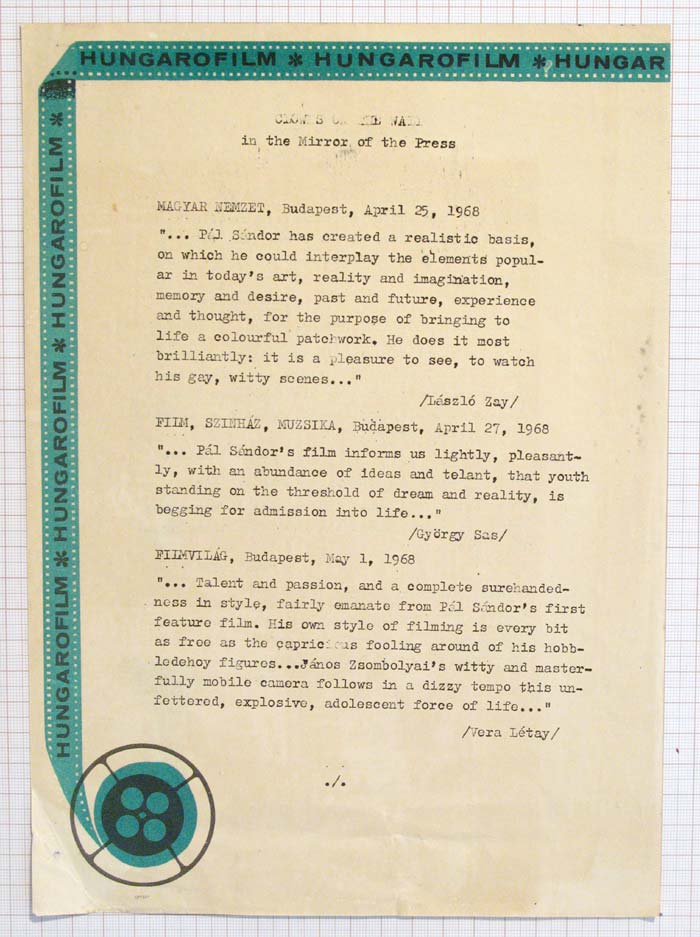 HUNGAROFILM * HUNGAROFILM * HUNGAR
HUNGAROFILM * HUNGAROFILM * HUNGAROFILM *
CLOWNS ON THE WALL
in the Mirror of the Press
MAGYAR NEMZET, Budapest, April 25, 1968
"... Pál Sándor has created a realistic basis,
on which he could interplay the elements popul-
ar in today's art, reality and imagination,
memory and desire, past and future, experience
and thought, for the purpose of bringing to
life a colourful patchwork. He does it most
brilliantly: it is a pleasure to see, to watch
his gay, witty scenes..."
/László Zay/
FILM, SZINHÁZ, MUZSIKA, Budapest, April 27, 1968
"... Pál Sándor's film informs us lightly, pleasant-
ly, with an abundance of ideas and telant, that youth
standing on the threshold of dream and reality, is
begging for admission into life..."
/György Sas/
FILMVILÁG, Budapest, May 1, 1968
"... Talent and passion, and a complete surehanded-
ness in style, fairly emanate from Pál Sándor's first
feature film. His own style of filming is every bit
as free as the capricious fooling around of his hobb-
ledehoy figures...János Zsombolyai's witty and master-
fully mobile camera follows in a dizzy tempo this un-
fettered, explosive, adolescent force of life..."
/Vera Létay/
./.